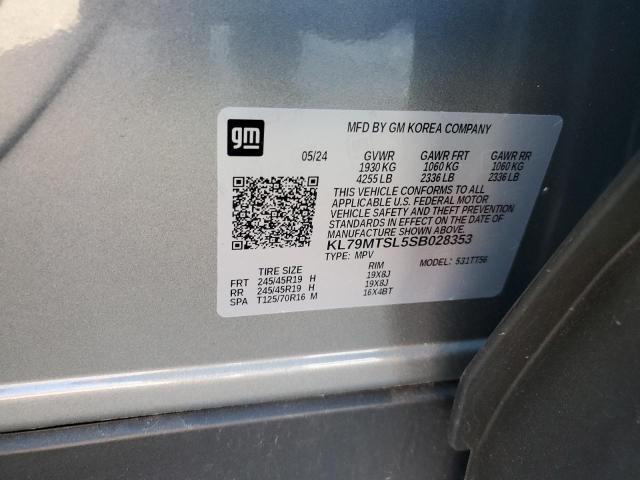 gm
MFD BY GM KOREA COMPANY
05/24 GVWR GAWR FRT GAWR RR
1930 KG 1060 KG 1060 KG
4255 LB 2336 LB 2336 LB
THIS VEHICLE CONFORMS TO ALL
APPLICABLE U.S. FEDERAL MOTOR
VEHICLE SAFETY AND THEFT PREVENTION
STANDARDS IN EFFECT ON THE DATE OF
MANUFACTURE SHOWN ABOVE.
KL79MTSL5SB028353
TYPE: MPV MODEL: 531TT56
TIRE SIZE RIM
FRT 245/45R19 H 19X8J
RR 245/45R19 H 19X8J
SPA T125/70R16 M 16X4BT